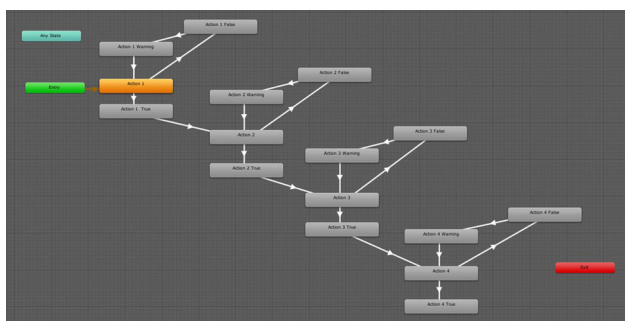 Action 1 False
Any State
Action 1 Warning
Action 2 False
Entry
Action 1
Action 2 Warning
Action 1 True
Action 3 False
Action 2
Action 3 Warning
Action 2 True
Action 3
Action 4 False
Action 3 True
Action 4 Warning
Exit
Action 4
Action 4 True